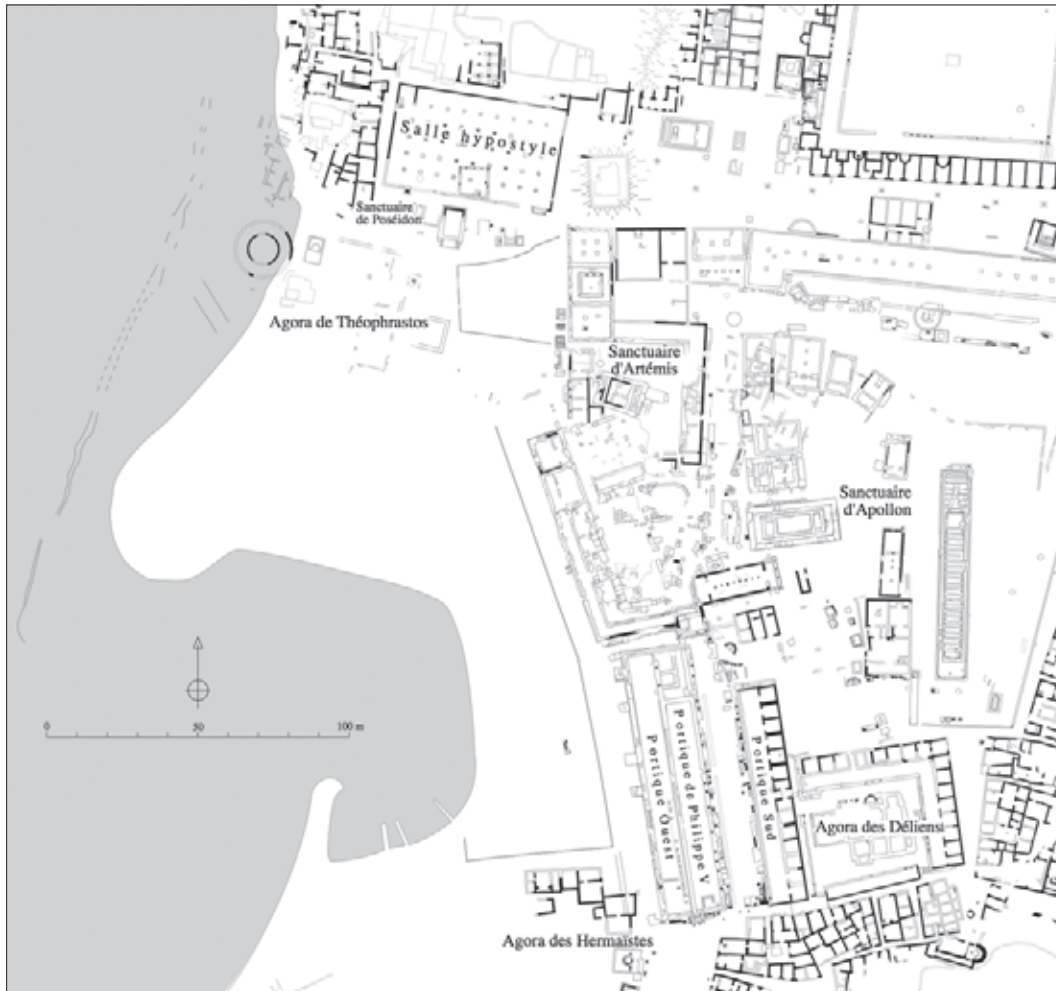 Salle hypostyle
Sanctuaire
de Poséidon
Agora de Théophrastos
Sanctuaire
d'Artémis
Sanctuaire
d'Apollon
0
50
100 m
Portique Ouest
Portique de Philippe V
Portique Sud
Agora des Déliens
Agora des Hermaïstes